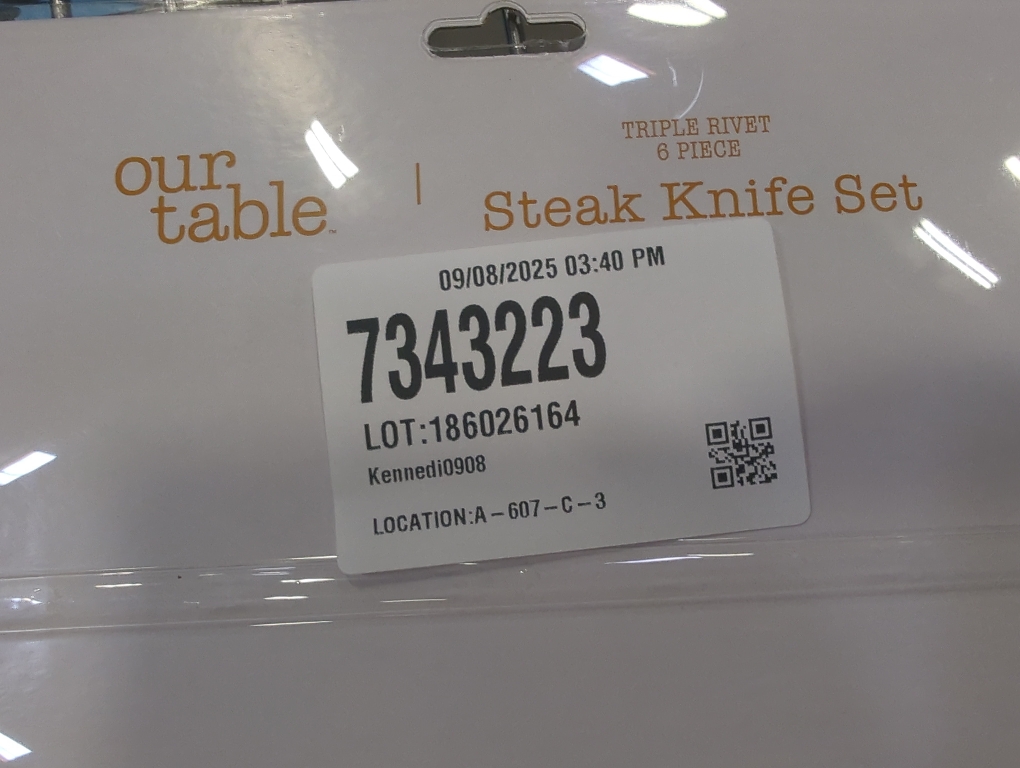 our
table™
TRIPLE RIVET
6 PIECE
Steak Knife Set
09/08/2025 03:40 PM
7343223
LOT:186026164
Kennedi0908
LOCATION:A-607-C-3